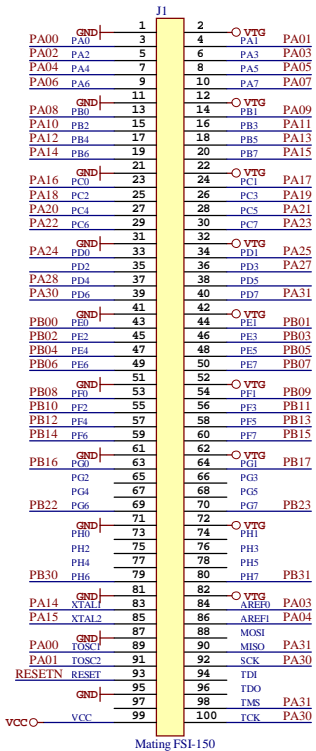 J1
GND 1 2 VTG
PA00 PA0 3 4 PA1 PA01
PA02 PA2 5 6 PA3 PA03
PA04 PA4 7 8 PA5 PA05
PA06 PA6 9 10 PA7 PA07
GND 11 12 VTG
PA08 PB0 13 14 PB1 PA09
PA10 PB2 15 16 PB3 PA11
PA12 PB4 17 18 PB5 PA13
PA14 PB6 19 20 PB7 PA15
GND 21 22 VTG
PA16 PC0 23 24 PC1 PA17
PA18 PC2 25 26 PC3 PA19
PA20 PC4 27 28 PC5 PA21
PA22 PC6 29 30 PC7 PA23
GND 31 32 VTG
PA24 PD0 33 34 PD1 PA25
PD2 35 36 PD3 PA27
PA28 PD4 37 38 PD5
PA30 PD6 39 40 PD7 PA31
GND 41 42 VTG
PB00 PE0 43 44 PE1 PB01
PB02 PE2 45 46 PE3 PB03
PB04 PE4 47 48 PE5 PB05
PB06 PE6 49 50 PE7 PB07
GND 51 52 VTG
PB08 PF0 53 54 PF1 PB09
PB10 PF2 55 56 PF3 PB11
PB12 PF4 57 58 PF5 PB13
PB14 PF6 59 60 PF7 PB15
GND 61 62 VTG
PB16 PG0 63 64 PG1 PB17
PG2 65 66 PG3
PG4 67 68 PG5
PB22 PG6 69 70 PG7 PB23
GND 71 72 VTG
PH0 73 74 PH1
PH2 75 76 PH3
PH4 77 78 PH5
PB30 PH6 79 80 PH7 PB31
GND 81 82 VTG
PA14 XTAL1 83 84 AREF0 PA03
PA15 XTAL2 85 86 AREF1 PA04
GND 87 88 MOSI
PA00 TOSC1 89 90 MISO PA31
PA01 TOSC2 91 92 SCK PA30
RESETN RESET 93 94 TDI
GND 95 96 TDO
97 98 TMS PA31
VCC VCC 99 100 TCK PA30
Mating FSI-150